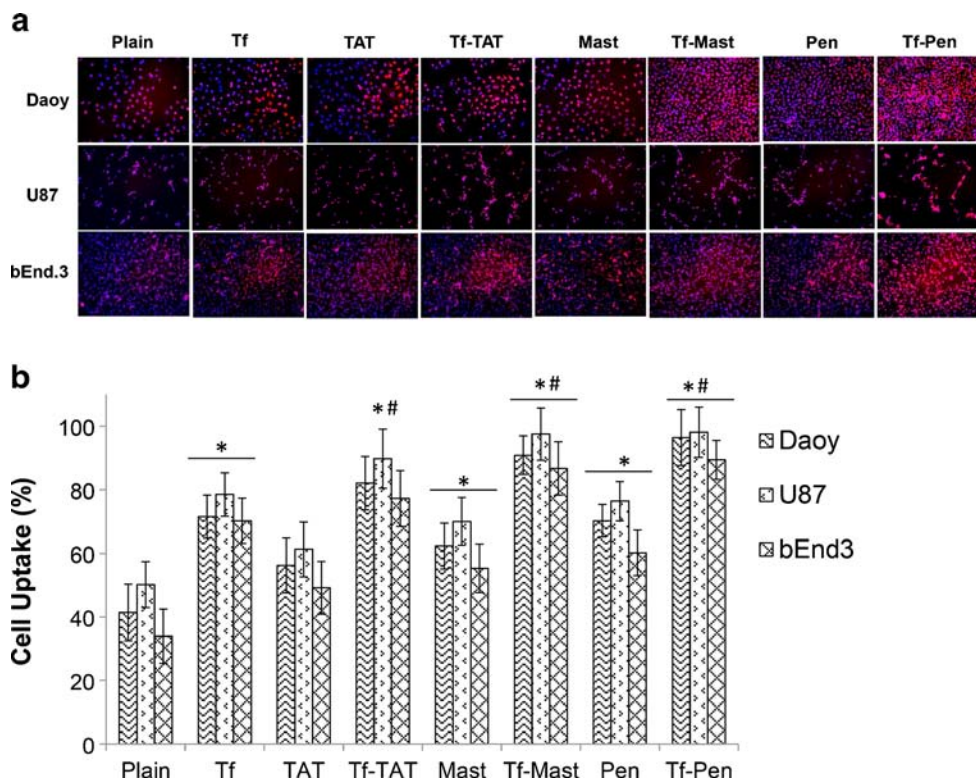 a
Plain Tf TAT Tf-TAT Mast Tf-Mast Pen Tf-Pen
Daoy
U87
bEnd.3
b
Cell Uptake (%)
100
80
60
40
20
0
*
*#
*
*#
*
*#
Daoy
U87
bEnd3
Plain Tf TAT Tf-TAT Mast Tf-Mast Pen Tf-Pen